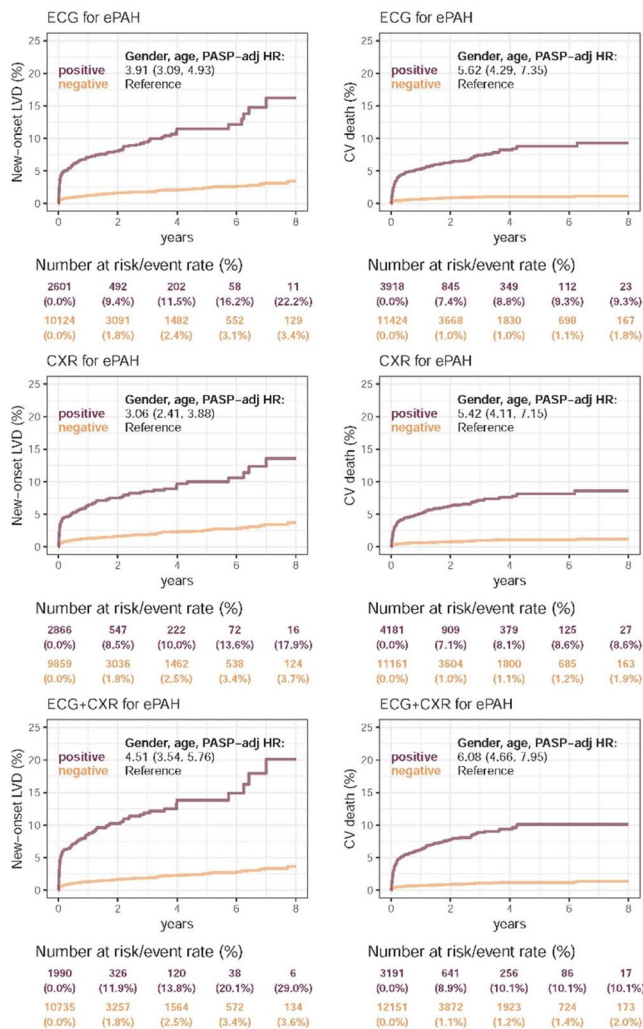 ECG for ePAH
25
20
15
10
5
0
New-onset LVD (%)
positive
negative
Gender, age, PASP-adj HR:
3.91 (3.09, 4.93)
Reference
0 2 4 6 8
years
Number at risk/event rate (%)
2601 492 202 58 11
(0.0%) (9.4%) (11.5%) (16.2%) (22.2%)
10124 3091 1482 552 129
(0.0%) (1.8%) (2.4%) (3.1%) (3.4%)
ECG for ePAH
25
20
15
10
5
0
CV death (%)
positive
negative
Gender, age, PASP-adj HR:
5.62 (4.29, 7.35)
Reference
0 2 4 6 8
years
Number at risk/event rate (%)
3918 845 349 112 23
(0.0%) (7.4%) (8.8%) (9.3%) (9.3%)
11424 3668 1830 698 167
(0.0%) (1.0%) (1.0%) (1.1%) (1.8%)
CXR for ePAH
25
20
15
10
5
0
New-onset LVD (%)
positive
negative
Gender, age, PASP-adj HR:
3.06 (2.41, 3.88)
Reference
0 2 4 6 8
years
Number at risk/event rate (%)
2866 547 222 72 16
(0.0%) (8.5%) (10.0%) (13.6%) (17.9%)
9859 3036 1462 538 124
(0.0%) (1.8%) (2.5%) (3.4%) (3.7%)
CXR for ePAH
25
20
15
10
5
0
CV death (%)
positive
negative
Gender, age, PASP-adj HR:
5.42 (4.11, 7.15)
Reference
0 2 4 6 8
years
Number at risk/event rate (%)
4181 909 379 125 27
(0.0%) (7.1%) (8.1%) (8.6%) (8.6%)
11161 3604 1800 685 163
(0.0%) (1.0%) (1.1%) (1.2%) (1.9%)
ECG+CXR for ePAH
25
20
15
10
5
0
New-onset LVD (%)
positive
negative
Gender, age, PASP-adj HR:
4.51 (3.54, 5.76)
Reference
0 2 4 6 8
years
Number at risk/event rate (%)
1990 326 120 38 6
(0.0%) (11.9%) (13.8%) (20.1%) (29.0%)
10735 3257 1564 572 134
(0.0%) (1.8%) (2.5%) (3.4%) (3.6%)
ECG+CXR for ePAH
25
20
15
10
5
0
CV death (%)
positive
negative
Gender, age, PASP-adj HR:
6.08 (4.66, 7.95)
Reference
0 2 4 6 8
years
Number at risk/event rate (%)
3191 641 256 86 17
(0.0%) (8.9%) (10.1%) (10.1%) (10.1%)
12151 3872 1923 724 173
(0.0%) (1.1%) (1.2%) (1.4%) (2.0%)